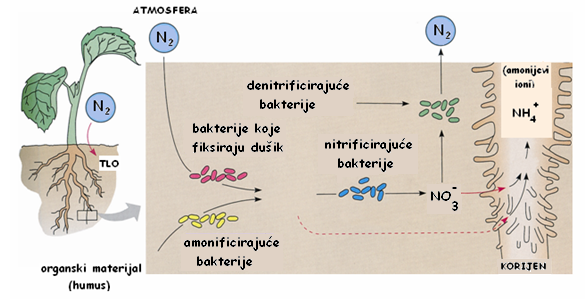 ATMOSFERA
N2
N2
N2
TLO
bakterije koje
fiksiraju dušik
denitrificirajuće
bakterije
nitrificirajuće
bakterije
NO3-
(amonijevi
ioni)
NH4+
amonificirajuće
bakterije
organski materijal
(humus)
KORIJEN